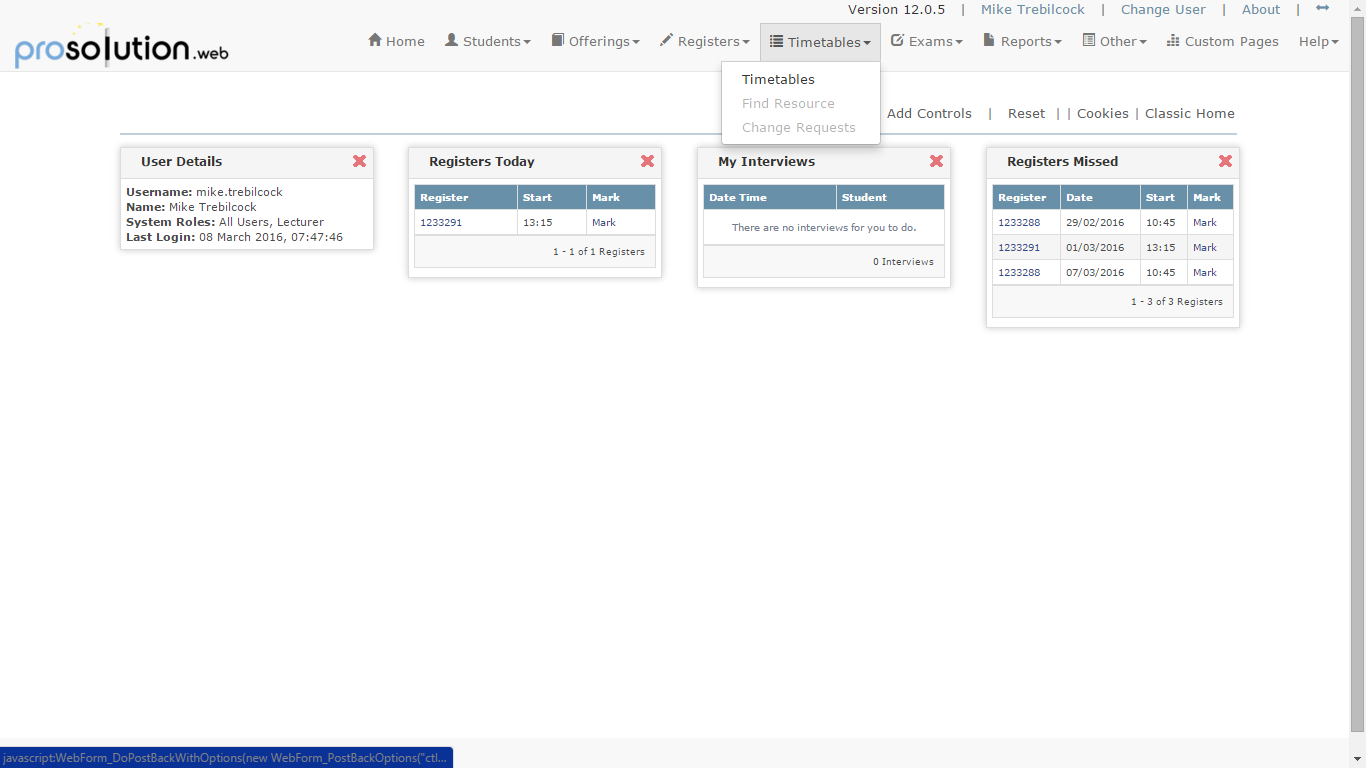 Version 12.0.5 | Mike Trebilcock | Change User | About |
prosolution.web
Home Students Offerings Registers Timetables Exams Reports Other Custom Pages Help
Timetables
Find Resource
Change Requests
Add Controls | Reset | | Cookies | Classic Home
User Details
Username: mike.trebilcock
Name: Mike Trebilcock
System Roles: All Users, Lecturer
Last Login: 08 March 2016, 07:47:46
Registers Today
Register Start Mark
1233291 13:15 Mark
1 - 1 of 1 Registers
My Interviews
Date Time Student
There are no interviews for you to do.
0 Interviews
Registers Missed
Register Date Start Mark
1233288 29/02/2016 10:45 Mark
1233291 01/03/2016 13:15 Mark
1233288 07/03/2016 10:45 Mark
1 - 3 of 3 Registers
javascript:WebForm_DoPostBackWithOptions(new WebForm_PostBackOptions("ctl...